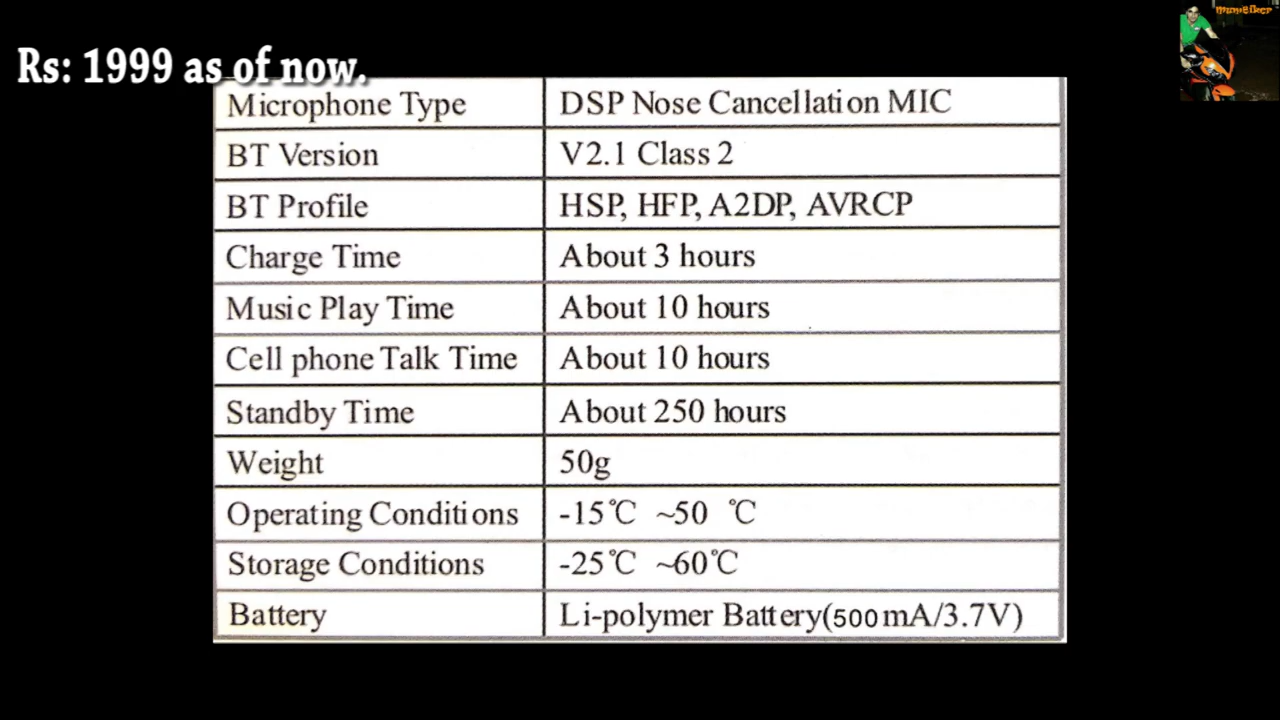 Rs: 1999 as of now.
mumbiker
Microphone Type DSP Nose Cancellation MIC
BT Version V2.1 Class 2
BT Profile HSP, HFP, A2DP, AVRCP
Charge Time About 3 hours
Music Play Time About 10 hours
Cell phone Talk Time About 10 hours
Standby Time About 250 hours
Weight 50g
Operating Conditions -15℃ ~50 ℃
Storage Conditions -25℃ ~60℃
Battery Li-polymer Battery(500mA/3.7V)